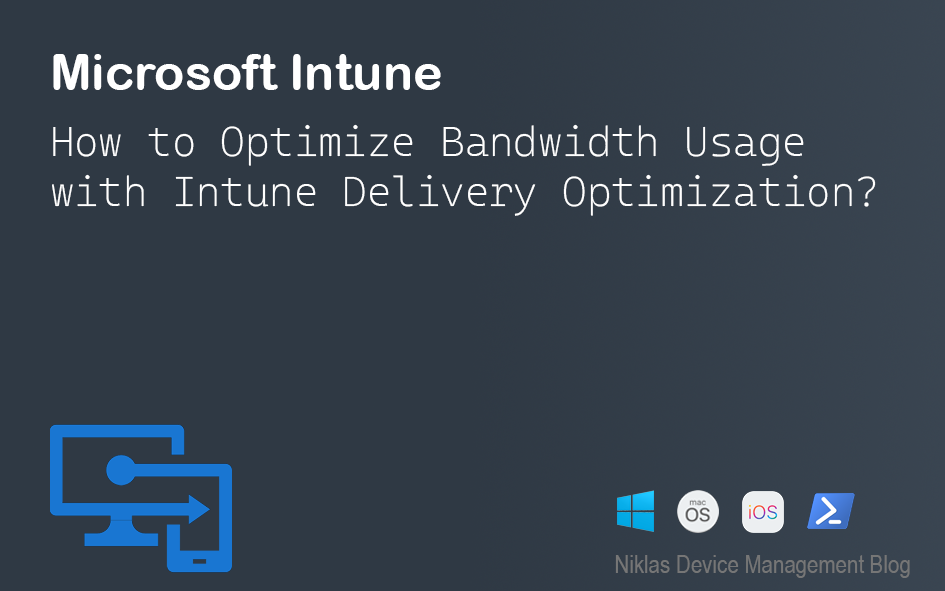 Microsoft Intune
How to Optimize Bandwidth Usage
with Intune Delivery Optimization?
mac
OS
iOS
Niklas Device Management Blog